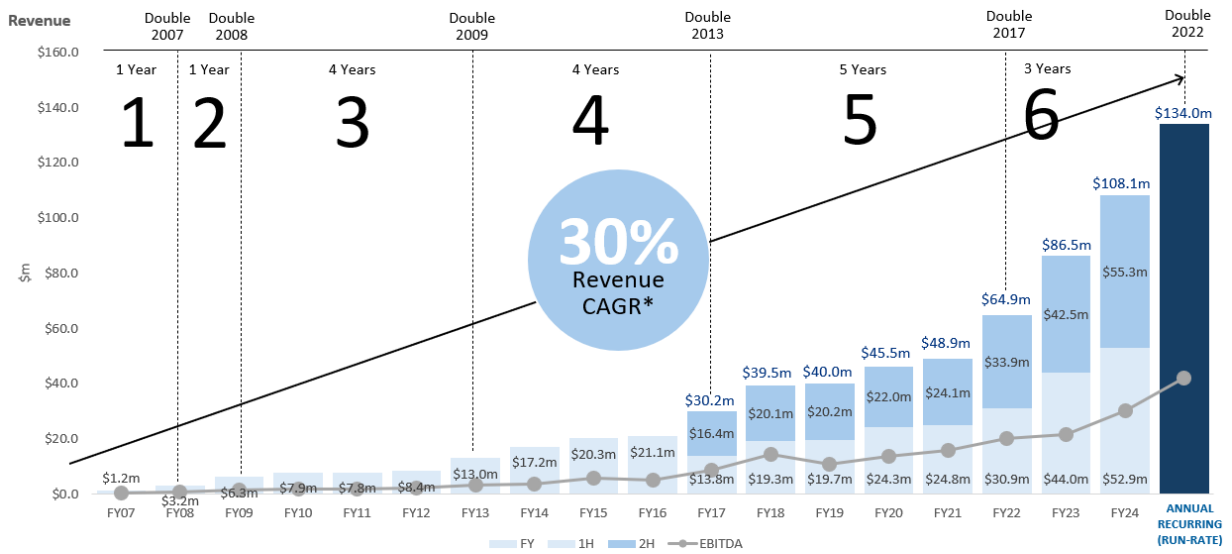 Revenue
Double Double Double Double Double Double
2007 2008 2009 2013 2017 2022
$160.0
1 Year 1 Year 4 Years 4 Years 5 Years 3 Years
1 2 3 4 5 6
$140.0
$134.0m
$120.0
$108.1m
$100.0
30%
Revenue
CAGR*
$m
$86.5m
$80.0
$55.3m
$64.9m
$60.0
$42.5m
$48.9m
$45.5m
$39.5m $40.0m
$40.0
$33.9m
$30.2m
$20.1m $20.2m $22.0m $24.1m
$20.0
$16.4m
$17.2m $20.3m $21.1m
$1.2m $3.2m $6.3m $7.9m $7.8m $8.4m $13.0m
$13.8m $19.3m $19.7m $24.3m $24.8m $30.9m $44.0m $52.9m
$0.0
FY07 FY08 FY09 FY10 FY11 FY12 FY13 FY14 FY15 FY16 FY17 FY18 FY19 FY20 FY21 FY22 FY23 FY24
ANNUAL
RECURRING
(RUN-RATE)
FY 1H 2H EBITDA